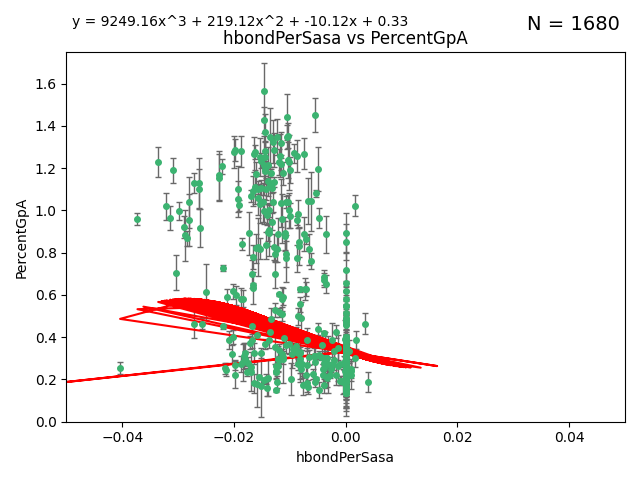 y = 9249.16x^3 + 219.12x^2 + -10.12x + 0.33
N = 1680
hbondPerSasa vs PercentGpA
PercentGpA
1.6
1.4
1.2
1.0
0.8
0.6
0.4
0.2
0.0
−0.04
−0.02
0.00
0.02
0.04
hbondPerSasa